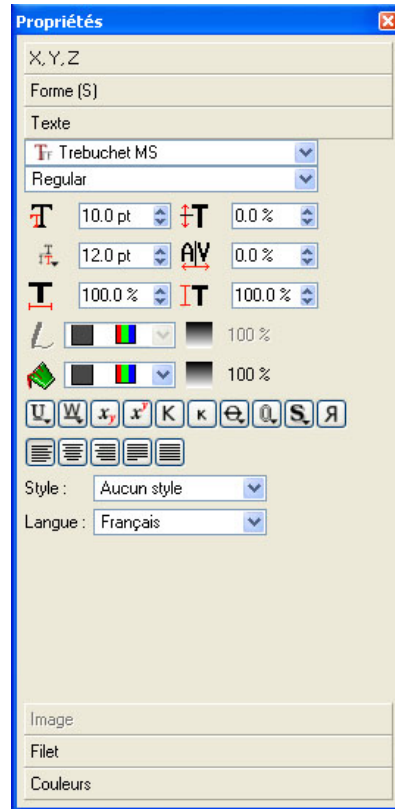 Propriétés
X, Y, Z
Forme (S)
Texte
Trebuchet MS
Regular
10.0 pt 0.0 %
12.0 pt 0.0 %
100.0 % 100.0 %
100 %
100 %
U W x y x y K K O O S Я
Style : Aucun style
Langue : Français
Image
Filet
Couleurs